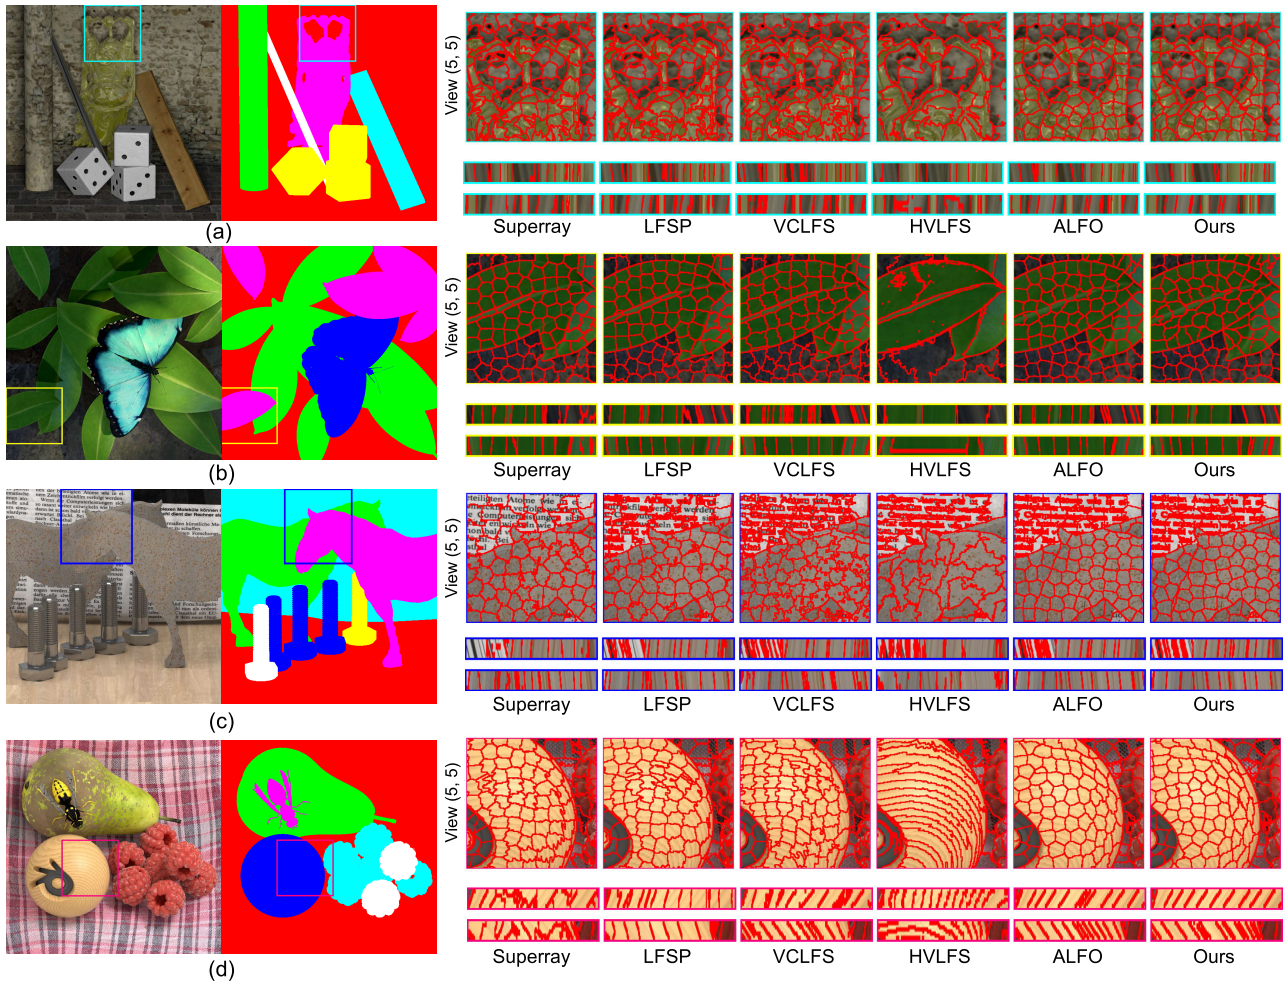 View (5, 5)
Superray LFSP VCLFS HVLFS ALFO Ours
(a)
View (5, 5)
Superray LFSP VCLFS HVLFS ALFO Ours
(b)
View (5, 5)
Superray LFSP VCLFS HVLFS ALFO Ours
(c)
View (5, 5)
Superray LFSP VCLFS HVLFS ALFO Ours
(d)